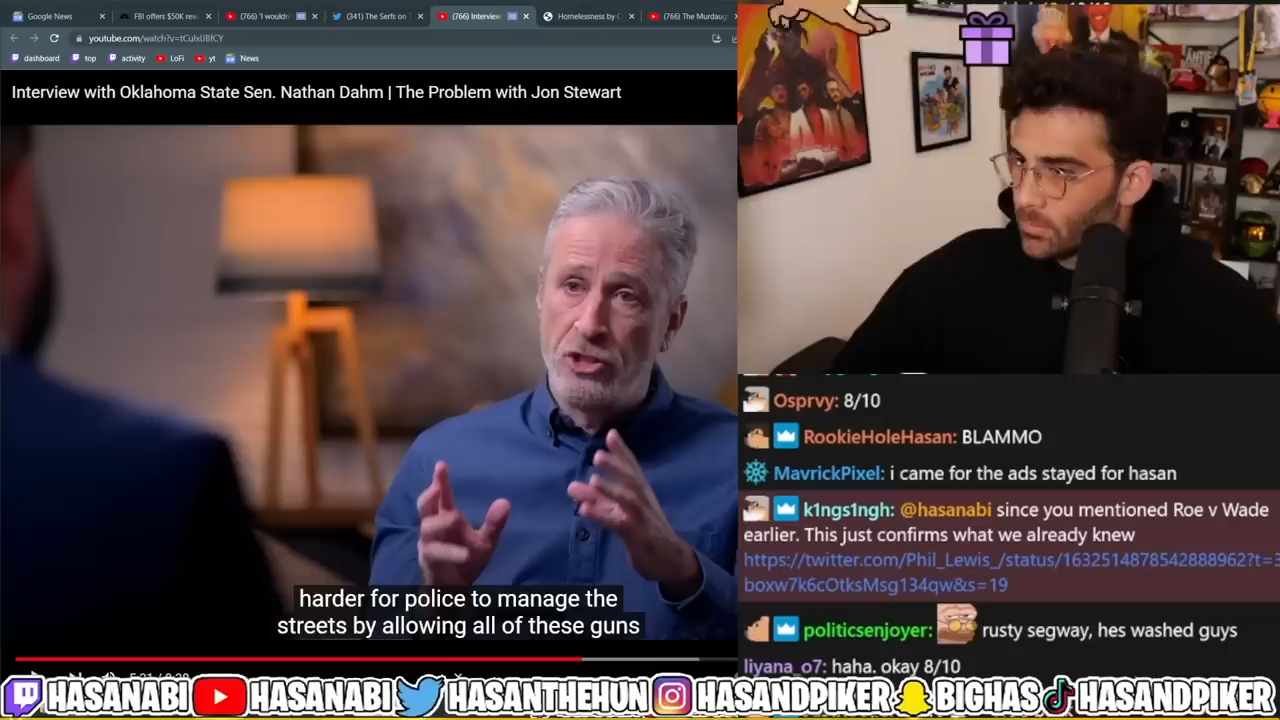 Google News
FBI offers $50K rew
(766) 'I wouldn
(341) The Serfs on
(766) Interview
Homelessness by C
(766) The Murdaug
youtube.com/watch?v=tCuIxIJBfCY
dashboard
top
activity
LoFi
yt
News
Interview with Oklahoma State Sen. Nathan Dahm | The Problem with Jon Stewart
harder for police to manage the
streets by allowing all of these guns
Osprvy: 8/10
RookieHoleHasan: BLAMMO
MavrickPixel: i came for the ads stayed for hasan
k1ngs1ngh: @hasanabi since you mentioned Roe v Wade
earlier. This just confirms what we already knew
https://twitter.com/Phil_Lewis_/status/1632514878542888962?t=
boxw7k6cOtksMsg134qw&s=19
politicsenjoyer: rusty segway, hes washed guys
liyana_o7: haha. okay 8/10
HASANABI HASANABI HASANTHEHUN HASANDPIKER BIGHAS HASANDPIKER